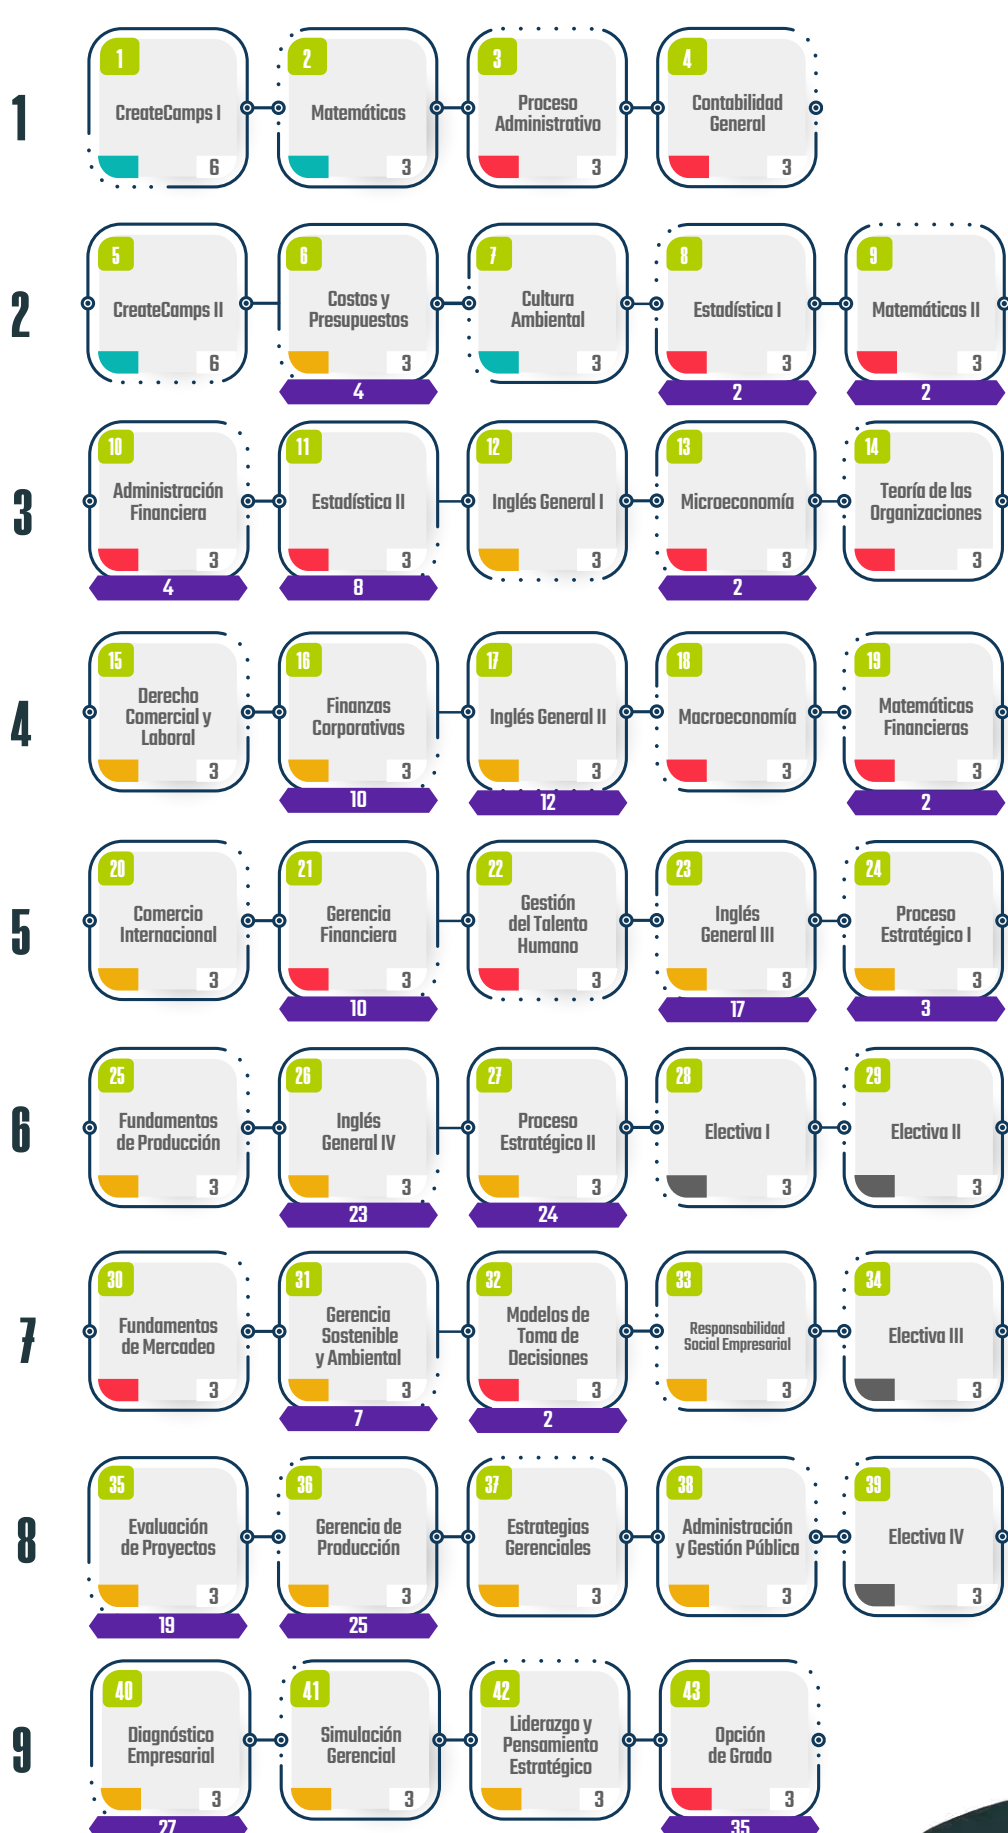 1
1
CreateCamps I
6
2
Matemáticas
3
3
Proceso
Administrativo
3
4
Contabilidad
General
3
2
5
CreateCamps II
6
6
Costos y
Presupuestos
3
4
7
Cultura
Ambiental
3
8
Estadística I
3
2
9
Matemáticas II
3
2
3
10
Administración
Financiera
3
4
11
Estadística II
3
8
12
Inglés General I
3
13
Microeconomía
3
2
14
Teoría de las
Organizaciones
3
4
15
Derecho
Comercial y
Laboral
3
16
Finanzas
Corporativas
3
10
17
Inglés General II
3
12
18
Macroeconomía
3
19
Matemáticas
Financieras
3
2
5
20
Comercio
Internacional
3
21
Gerencia
Financiera
3
10
22
Gestión
del Talento
Humano
3
23
Inglés
General III
3
17
24
Proceso
Estratégico I
3
3
6
25
Fundamentos
de Producción
3
26
Inglés
General IV
3
23
27
Proceso
Estratégico II
3
24
28
Electiva I
3
29
Electiva II
3
7
30
Fundamentos
de Mercadeo
3
31
Gerencia
Sostenible
y Ambiental
3
7
32
Modelos de
Toma de
Decisiones
3
2
33
Responsabilidad
Social Empresarial
3
34
Electiva III
3
8
35
Evaluación
de Proyectos
3
19
36
Gerencia de
Producción
3
25
37
Estrategias
Gerenciales
3
38
Administración
y Gestión Pública
3
39
Electiva IV
3
9
40
Diagnóstico
Empresarial
3
27
41
Simulación
Gerencial
3
42
Liderazgo y
Pensamiento
Estratégico
3
43
Opción
de Grado
3
35